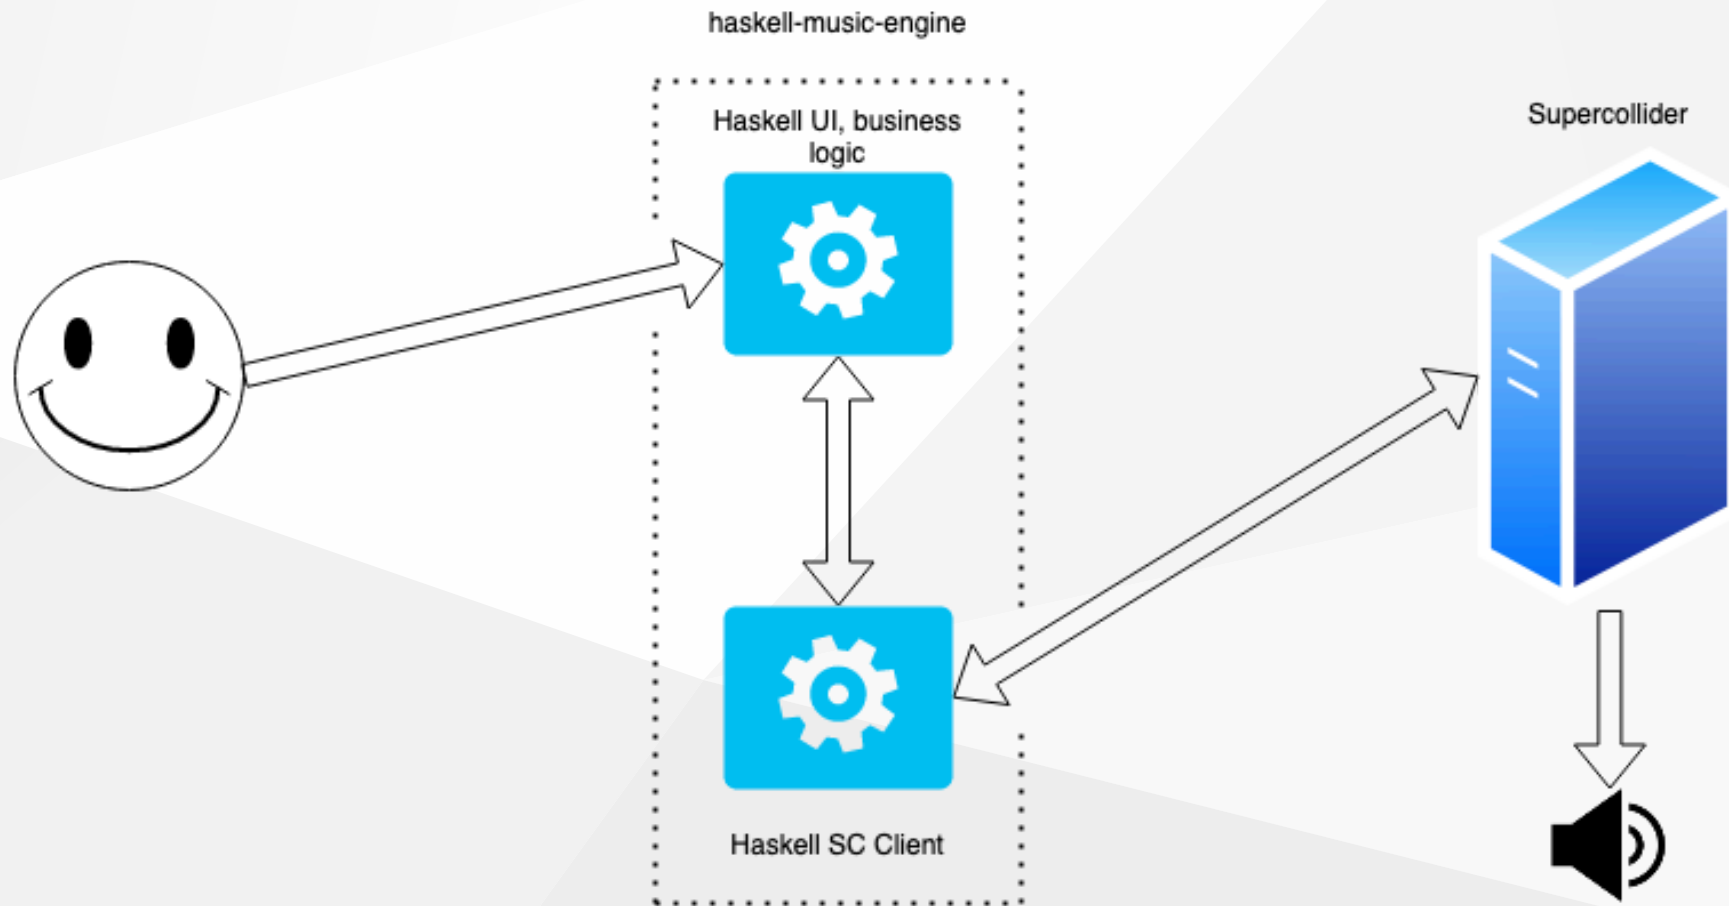 haskell-music-engine
Haskell UI, business
logic
Supercollider
Haskell SC Client